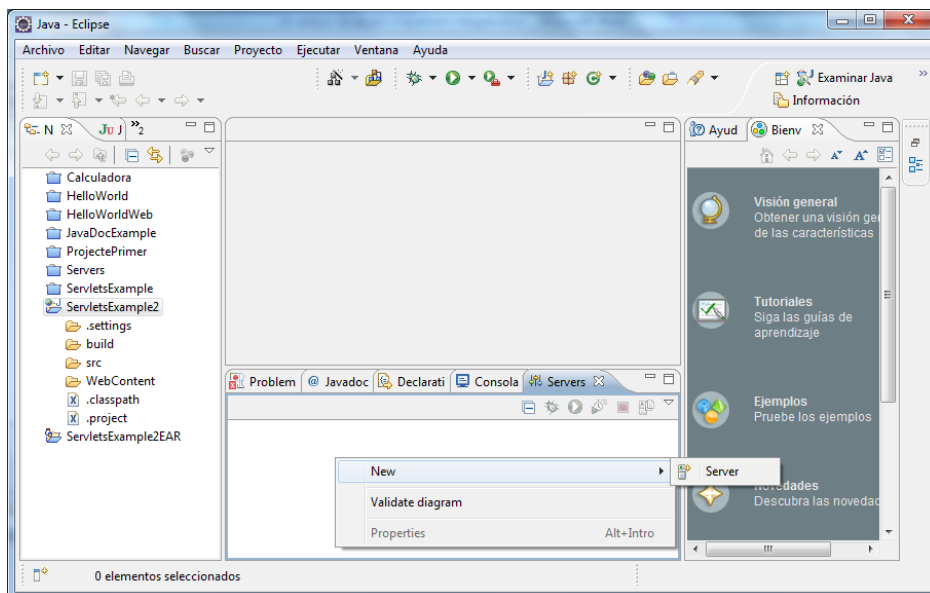 Java - Eclipse
Archivo Editar Navegar Buscar Proyecto Ejecutar Ventana Ayuda
Examinar Java
Información
N
Ju J
2
Ayud
Bienv
Calculadora
HelloWorld
HelloWorldWeb
JavaDocExample
ProjectePrimer
Servers
ServletsExample
ServletsExample2
.settings
build
src
WebContent
.classpath
.project
ServletsExample2EAR
Visión general
Obtener una visión ge
de las características
Tutoriales
Siga las guías de
aprendizaje
Ejemplos
Pruebe los ejemplos
Descubra las novedad
Problem @ Javadoc Declarati Consola Servers
New
Server
Validate diagram
Properties Alt+Intro
0 elementos seleccionados